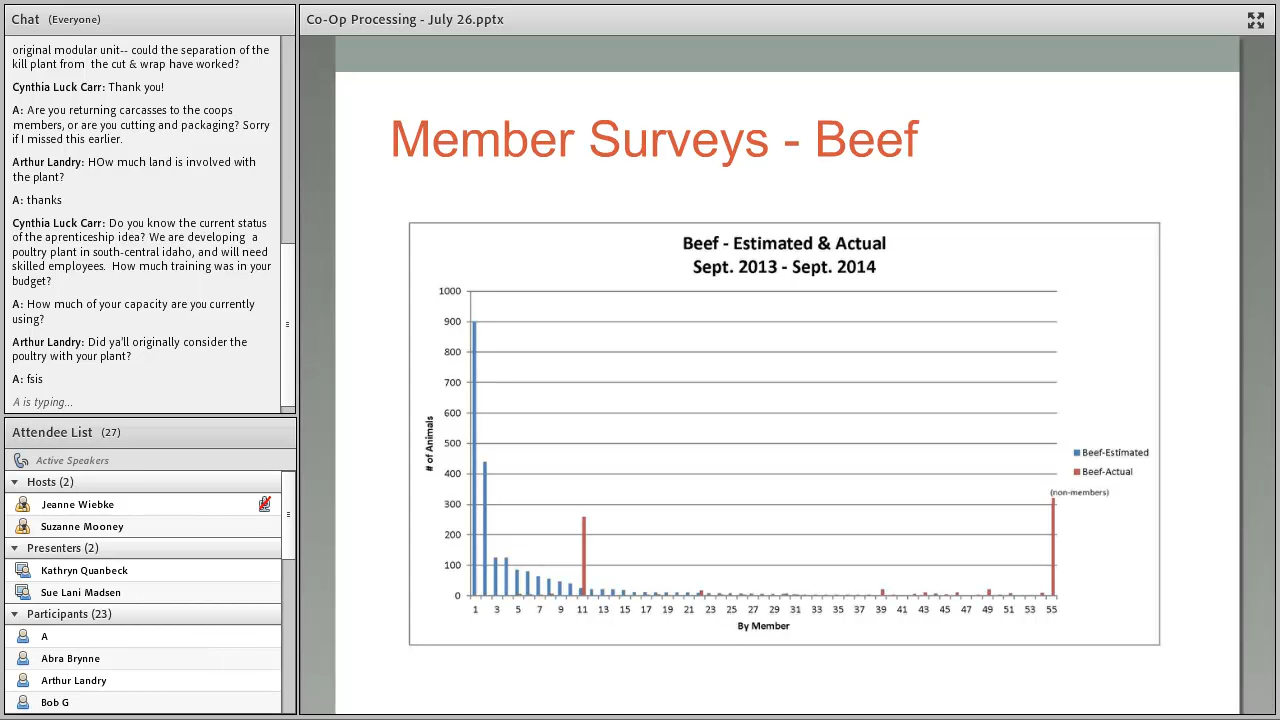 Chat (Everyone)
original modular unit-- could the separation of the
kill plant from  the cut & wrap have worked?
Cynthia Luck Carr: Thank you!
A: Are you returning carcasses to the coops
members, or are you cutting and packaging? Sorry
if I missed this earlier.
Arthur Landry: HOw much land is involved with
the plant?
A: thanks
Cynthia Luck Carr: Do you know the current status
of the aprenticeship idea? We are developing  a
poultry plant in south-central idaho, and will need
skilled employees.  How much training was in your
budget?
A: How much of your capacity are you currently
using?
Arthur Landry: Did ya'll originally consider the
poultry with your plant?
A: fsis
A is typing...
Attendee List (27)
Active Speakers
Hosts (2)
Jeanne Wiebke
Suzanne Mooney
Presenters (2)
Kathryn Quanbeck
Sue Lani Madsen
Participants (23)
A
Abra Brynne
Arthur Landry
Bob G
Co-Op Processing - July 26.pptx
Member Surveys - Beef
Beef - Estimated & Actual
Sept. 2013 - Sept. 2014
1000
900
800
700
600
500
400
300
200
100
0
# of Animals
1 3 5 7 9 11 13 15 17 19 21 23 25 27 29 31 33 35 37 39 41 43 45 47 49 51 53 55
By Member
Beef-Estimated
Beef-Actual
(non-members)